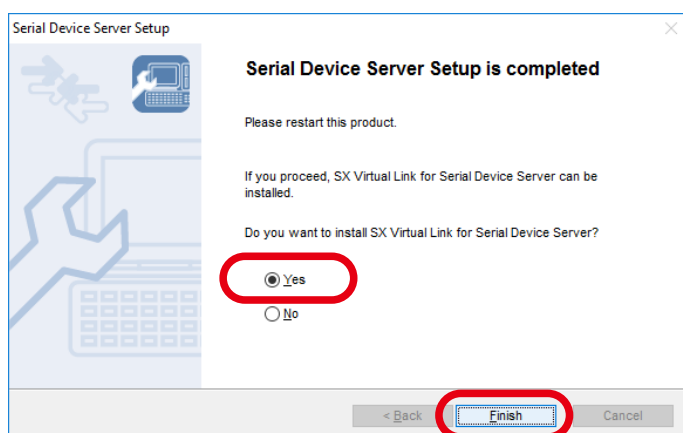 Serial Device Server Setup
Serial Device Server Setup is completed
Please restart this product.
If you proceed, SX Virtual Link for Serial Device Server can be
installed.
Do you want to install SX Virtual Link for Serial Device Server?
Yes
No
< Back
Finish
Cancel